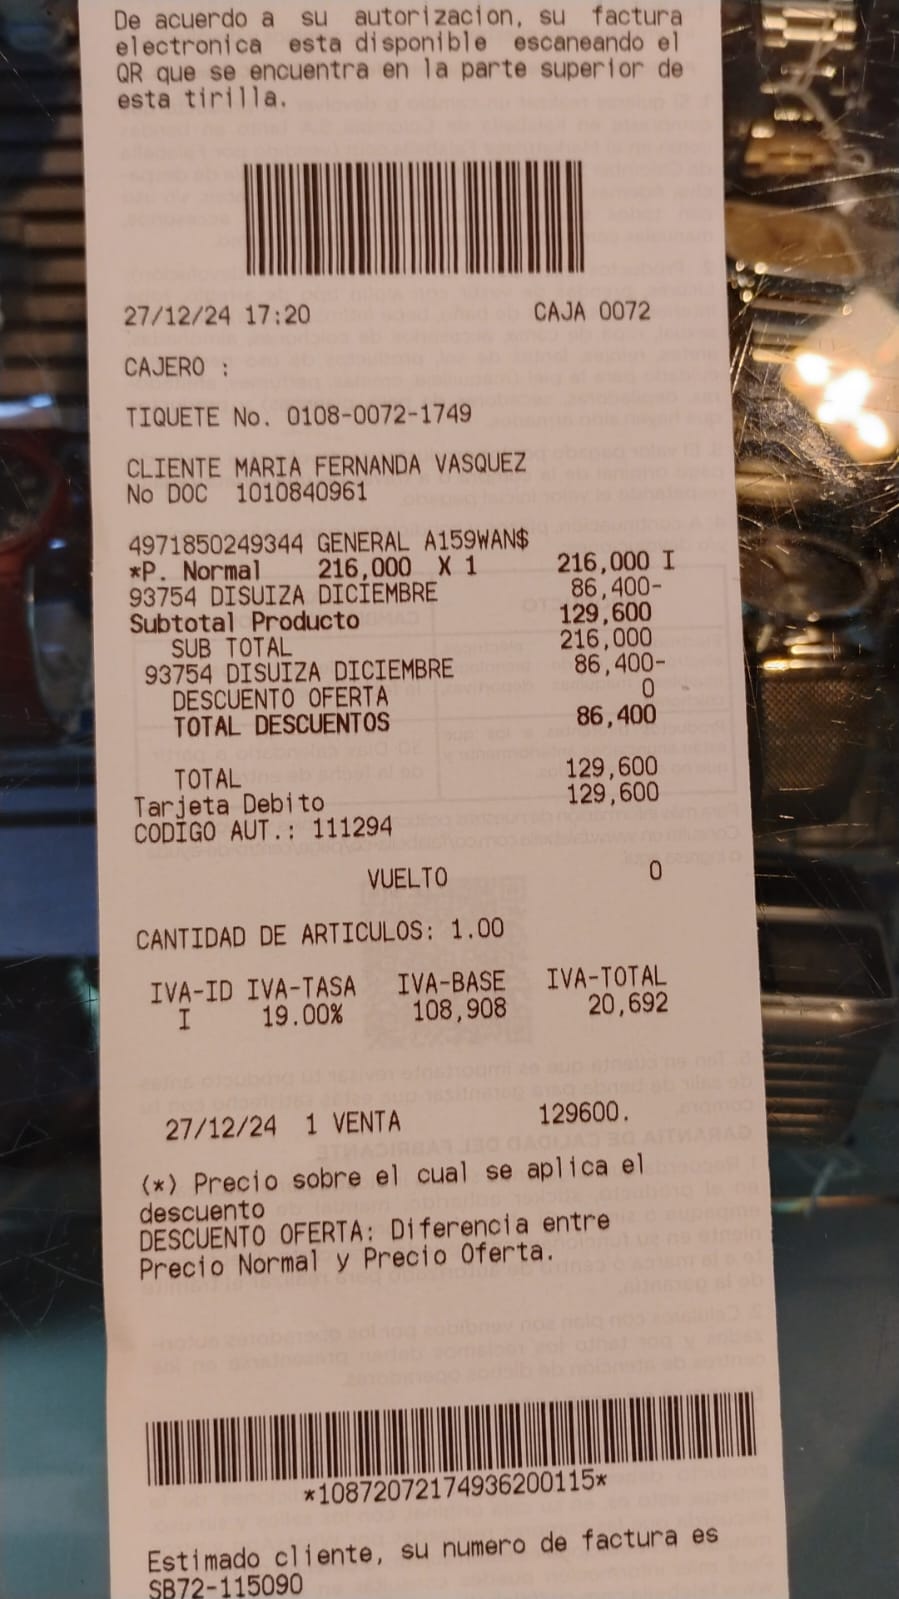 De acuerdo a su autorizacion, su factura
electronica esta disponible escaneando el
QR que se encuentra en la parte superior de
esta tirilla.
27/12/24 17:20 CAJA 0072
CAJERO :
TIQUETE No. 0108-0072-1749
CLIENTE MARIA FERNANDA VASQUEZ
No DOC 1010840961
4971850249344 GENERAL A159WAN$
*P. Normal 216,000 X 1 216,000 I
93754 DISUIZA DICIEMBRE 86,400-
Subtotal Producto 129,600
SUB TOTAL 216,000
93754 DISUIZA DICIEMBRE 86,400-
DESCUENTO OFERTA 0
TOTAL DESCUENTOS 86,400
TOTAL 129,600
Tarjeta Debito 129,600
CODIGO AUT.: 111294
VUELTO 0
CANTIDAD DE ARTICULOS: 1.00
IVA-ID IVA-TASA IVA-BASE IVA-TOTAL
I 19.00% 108,908 20,692
27/12/24 1 VENTA 129600.
(*) Precio sobre el cual se aplica el
descuento
DESCUENTO OFERTA: Diferencia entre
Precio Normal y Precio Oferta.
*10872072174936200115*
Estimado cliente, su numero de factura es
SB72-115090